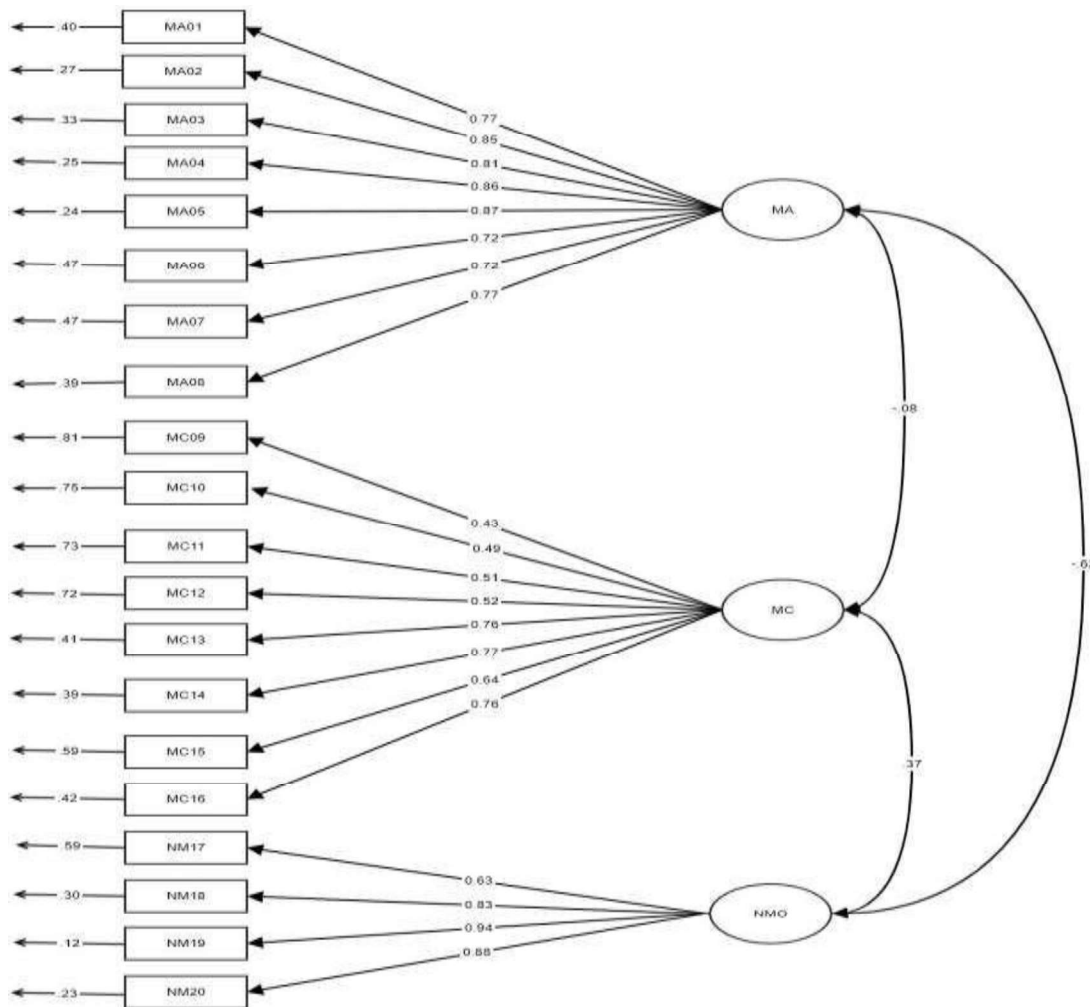 .40 MA01
.27 MA02
.33 MA03
.25 MA04
.24 MA05
.47 MA06
.47 MA07
.39 MA08
.81 MC09
.75 MC10
.73 MC11
.72 MC12
.41 MC13
.39 MC14
.59 MC15
.42 MC16
.59 NM17
.30 NM18
.12 NM19
.23 NM20
0.77
0.85
0.81
0.86
0.87
0.72
0.72
0.77
MA
-.08
0.43
0.49
0.51
0.52
0.76
0.77
0.64
0.76
MC
.37
0.63
0.83
0.94
0.88
NMO